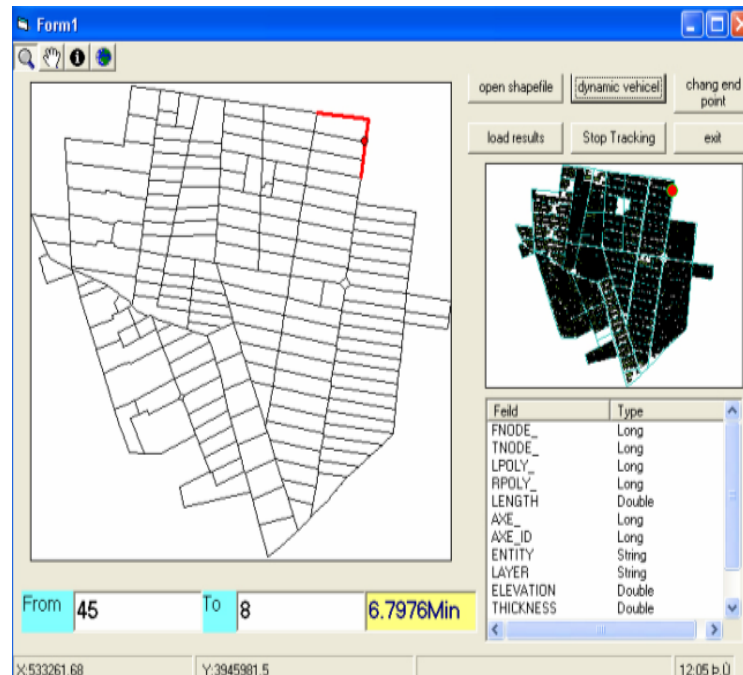 Form1
open shapefile
dynamic vehicel
chang end
point
load results
Stop Tracking
exit
Feild Type
FNODE_ Long
TNODE_ Long
LPOLY_ Long
RPOLY_ Long
LENGTH Double
AXE_ Long
AXE_ID Long
ENTITY String
LAYER String
ELEVATION Double
THICKNESS Double
From 45 To 8 6.7976Min
X:533261.68 Y:3945981.5 12:05 Þ.Ù